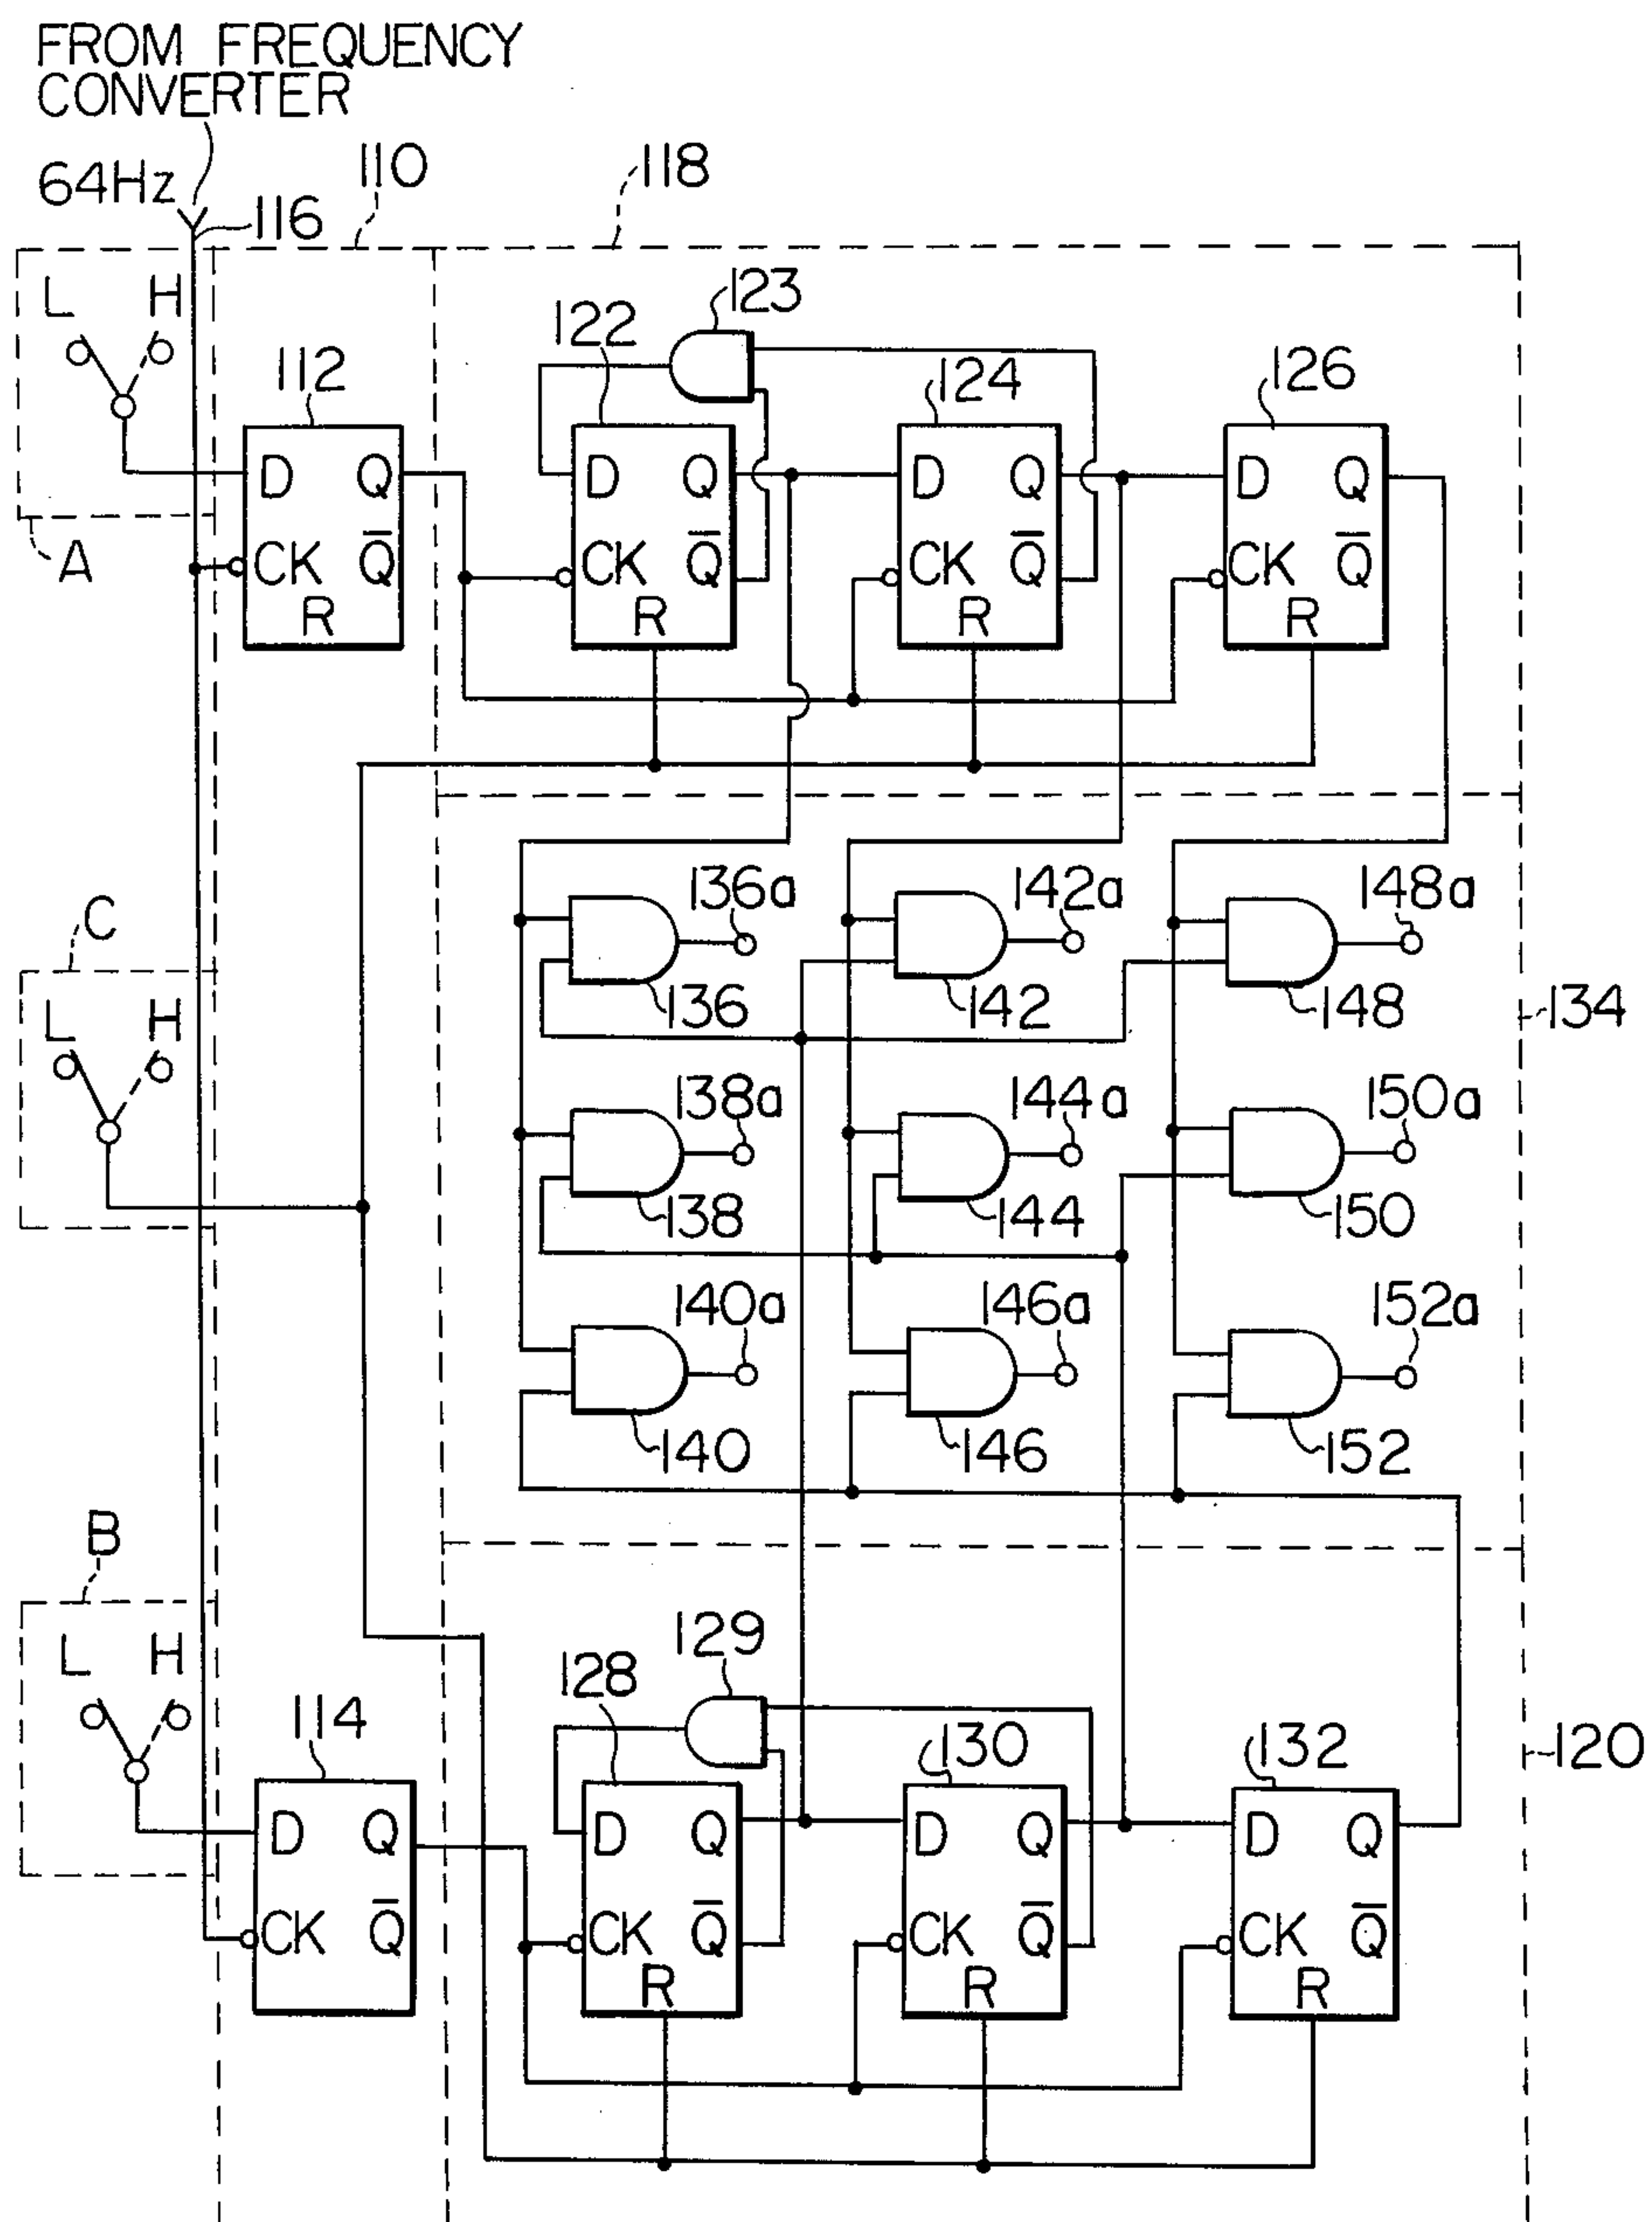 FROM FREQUENCY
CONVERTER
64Hz
116
110
118
L H
A
112
D Q
CK Q̅
R
122
123
D Q
CK Q̅
R
124
D Q
CK Q̅
R
126
D Q
CK Q̅
R
C
L H
136a
136
142a
142
148a
148
134
138a
138
144a
144
150a
150
140a
140
146a
146
152a
152
B
L H
114
D Q
CK Q̅
128
129
D Q
CK Q̅
R
130
D Q
CK Q̅
R
132
D Q
CK Q̅
R
120